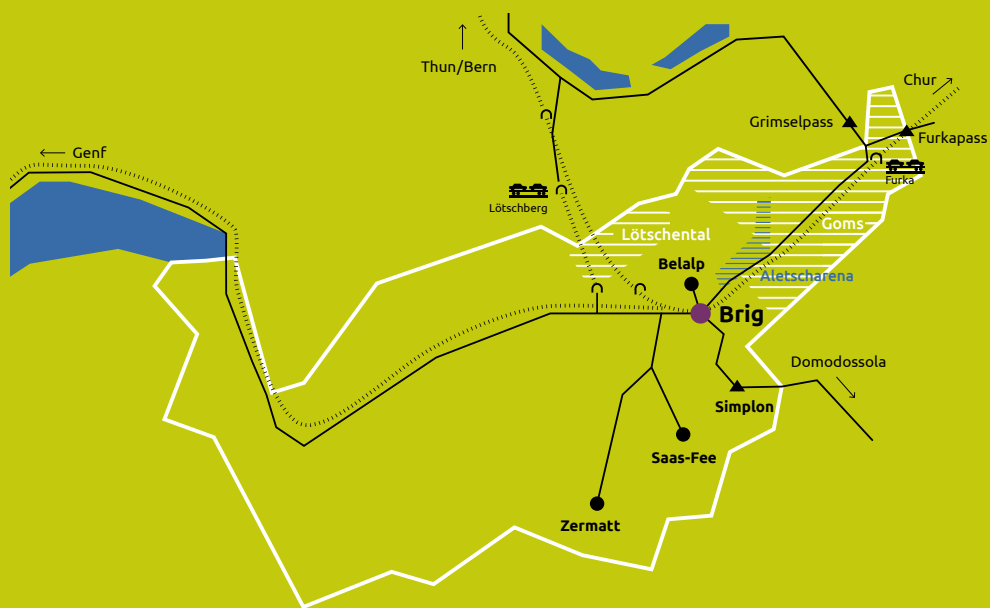 Thun/Bern
Chur
Grimselpass
Furkapass
Genf
Furka
Lötschberg
Goms
Lötschental
Belalp
Aletscharena
Brig
Domodossola
Simplon
Saas-Fee
Zermatt